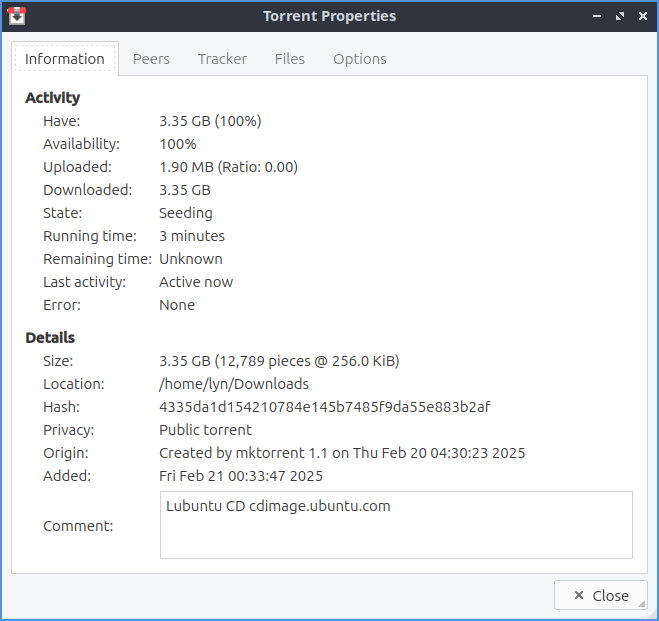 Torrent Properties
Information Peers Tracker Files Options
Activity
Have: 3.35 GB (100%)
Availability: 100%
Uploaded: 1.90 MB (Ratio: 0.00)
Downloaded: 3.35 GB
State: Seeding
Running time: 3 minutes
Remaining time: Unknown
Last activity: Active now
Error: None
Details
Size: 3.35 GB (12,789 pieces @ 256.0 KiB)
Location: /home/lyn/Downloads
Hash: 4335da1d154210784e145b7485f9da55e883b2af
Privacy: Public torrent
Origin: Created by mktorrent 1.1 on Thu Feb 20 04:30:23 2025
Added: Fri Feb 21 00:33:47 2025
Comment: Lubuntu CD cdimage.ubuntu.com
Close